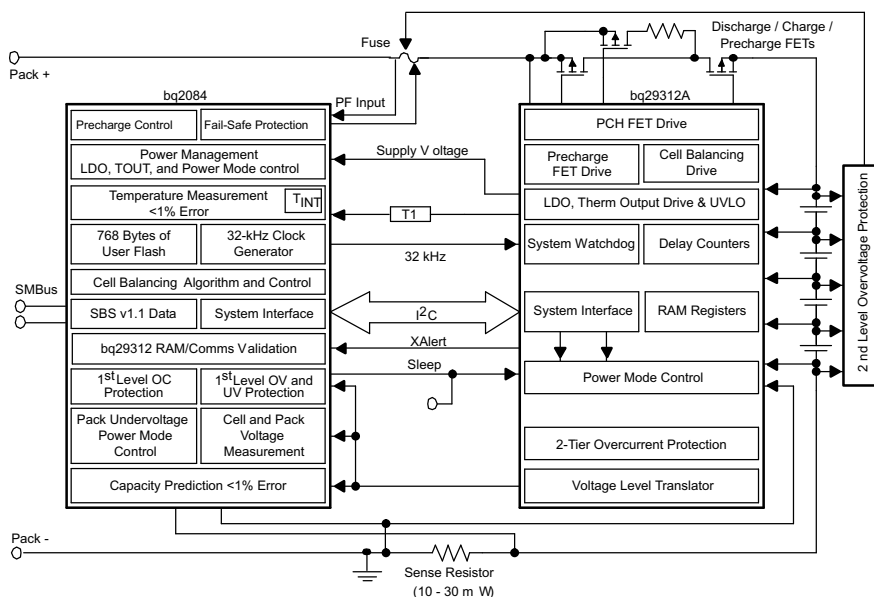 Discharge / Charge /
Precharge FETs
Fuse
Pack +
bq2084
PF Input
bq29312A
Precharge Control
Fail-Safe Protection
PCH FET Drive
Power Management
LDO, TOUT, and Power Mode control
Supply V oltage
Precharge
FET Drive
Cell Balancing
Drive
Temperature Measurement
<1% Error
TINT
T1
LDO, Therm Output Drive & UVLO
768 Bytes of
User Flash
32-kHz Clock
Generator
32 kHz
System Watchdog
Delay Counters
2 nd Level Overvoltage Protection
Cell Balancing Algorithm and Control
SMBus
SBS v1.1 Data
System Interface
I2C
System Interface
RAM Registers
bq29312 RAM/Comms Validation
XAlert
Sleep
1st Level OC
Protection
1st Level OV and
UV Protection
Power Mode Control
Pack Undervoltage
Power Mode
Control
Cell and Pack
Voltage
Measurement
2-Tier Overcurrent Protection
Capacity Prediction <1% Error
Voltage Level Translator
Pack -
Sense Resistor
(10 - 30 m W)